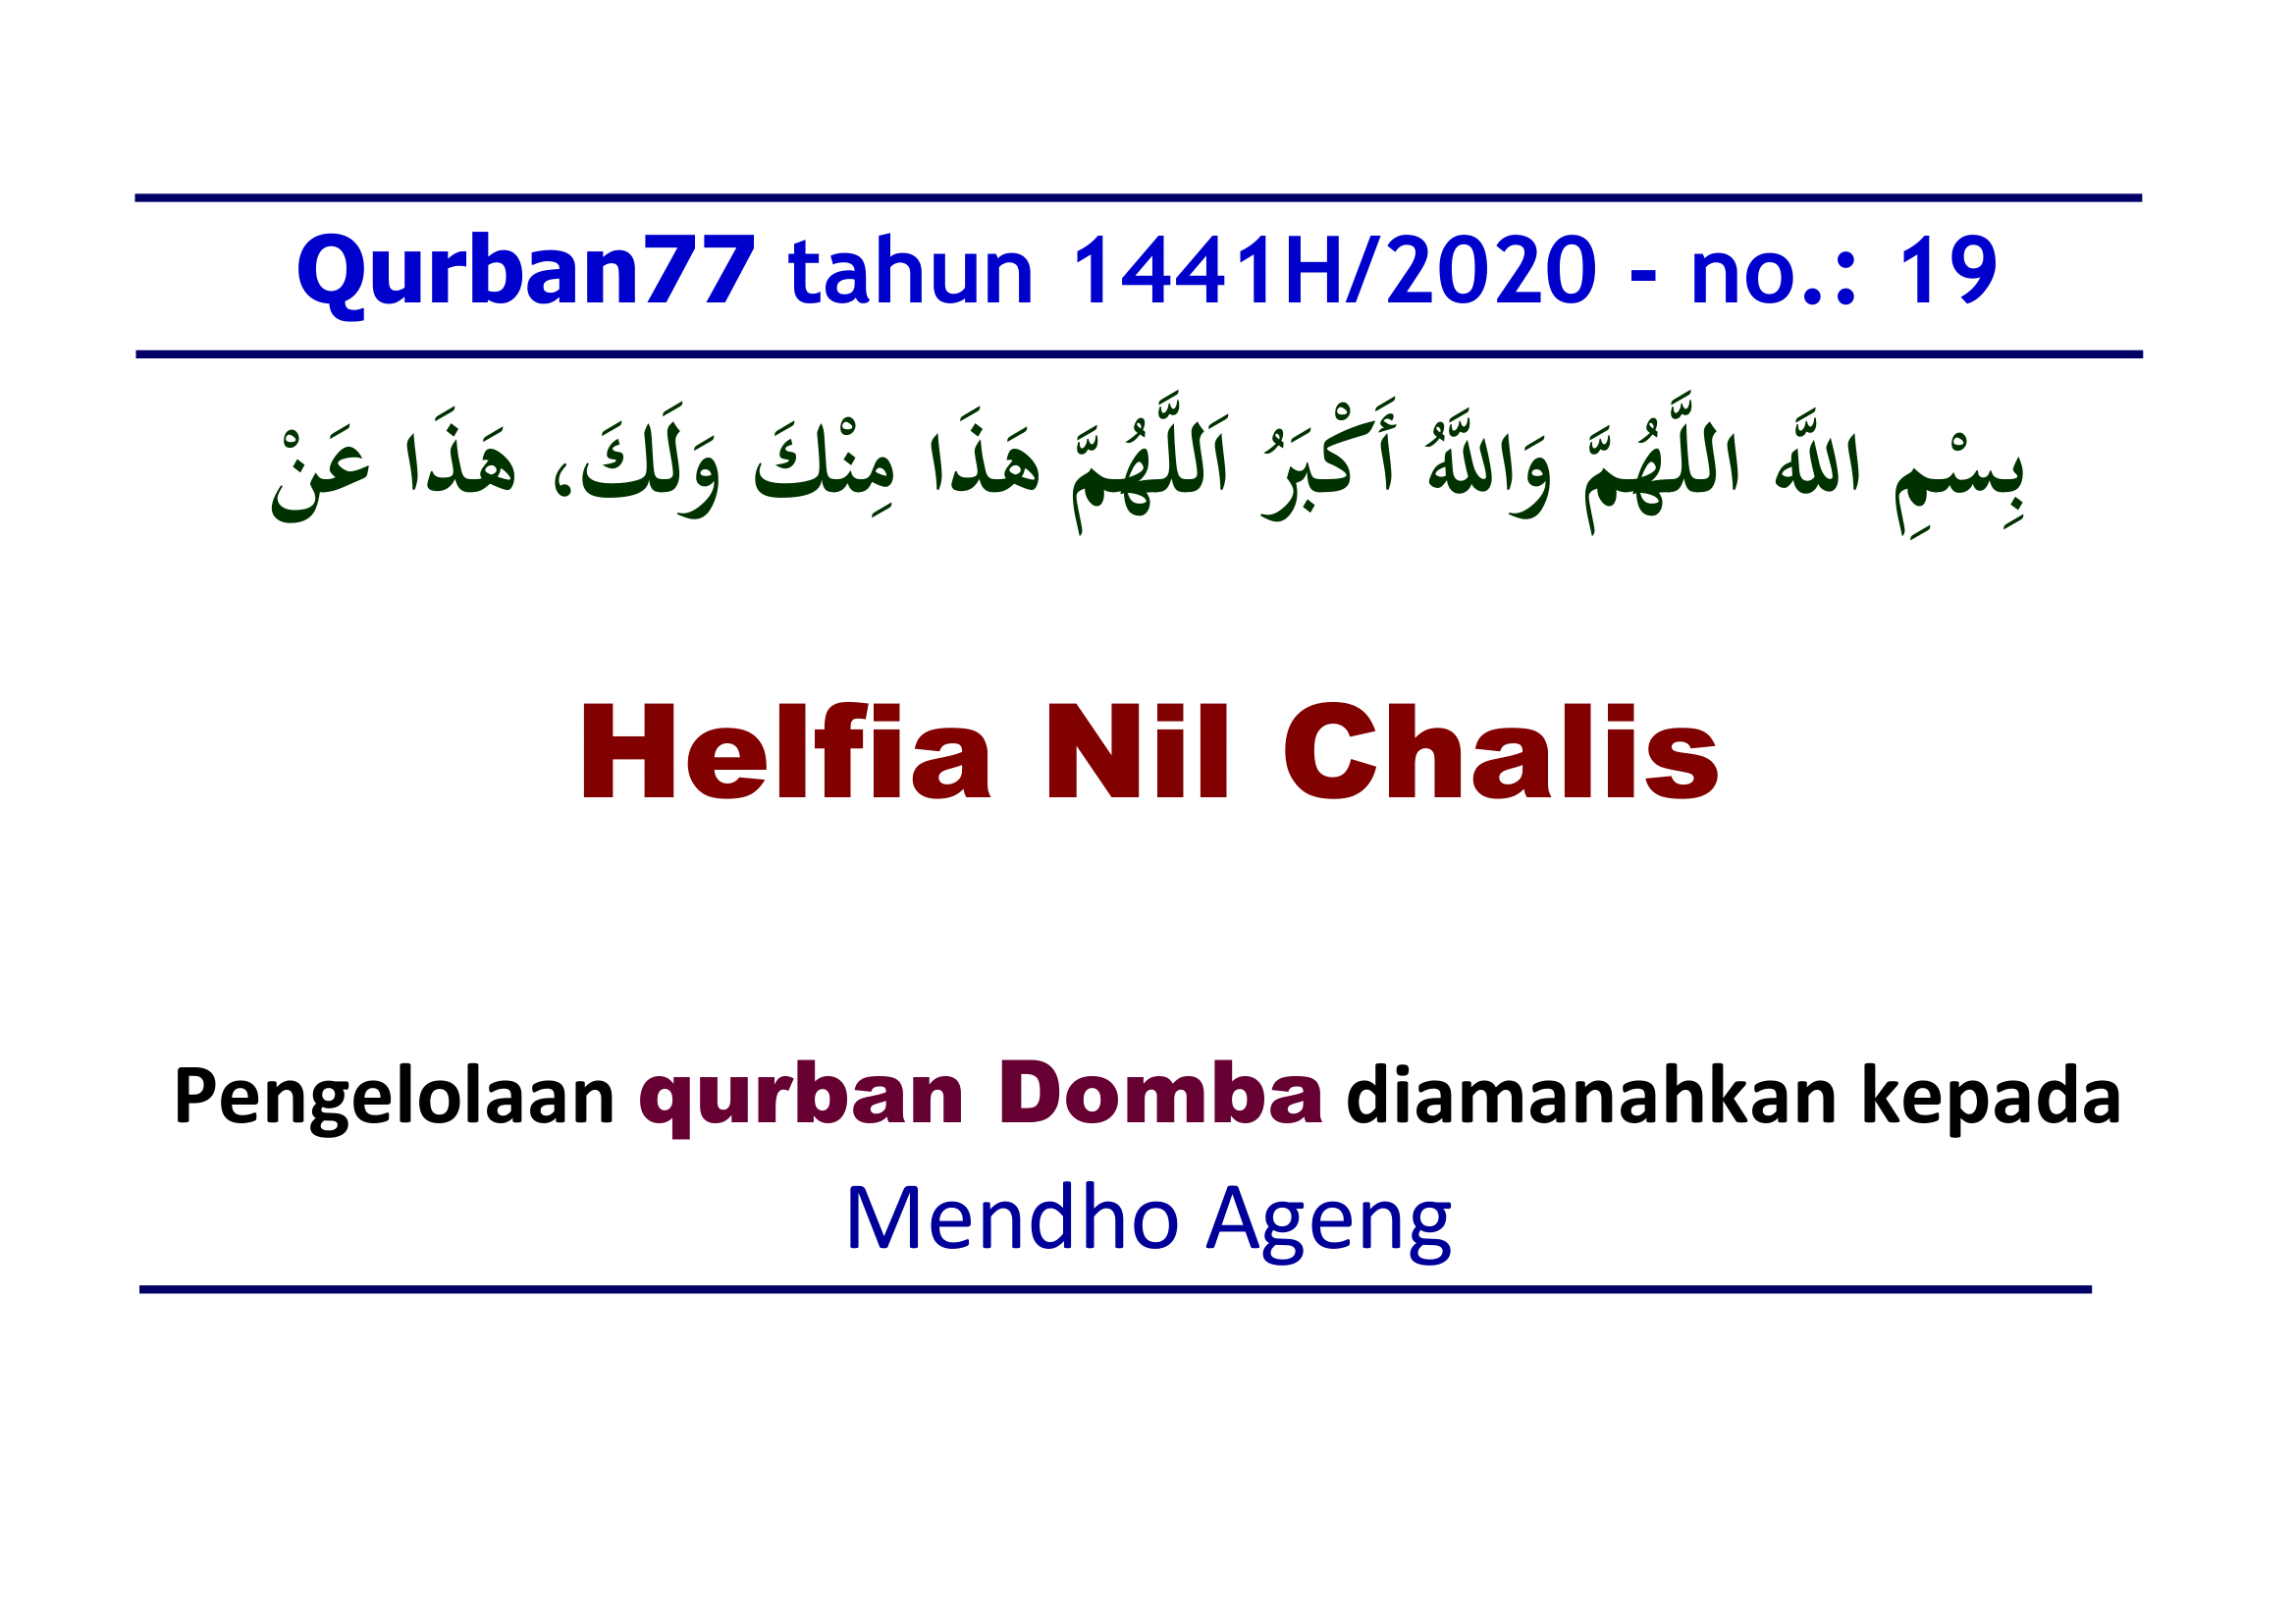 Qurban77 tahun 1441H/2020 - no.: 19
بِسْمِ اللَّه اَللَّهُمَّ وَاللَّهُ أَكْبَرُ اَللَّهُمَّ هَذَا مِنْكَ وَلَكَ، هَذَا عَنْ
Helfia Nil Chalis
Pengelolaan qurban Domba diamanahkan kepada
Mendho Ageng